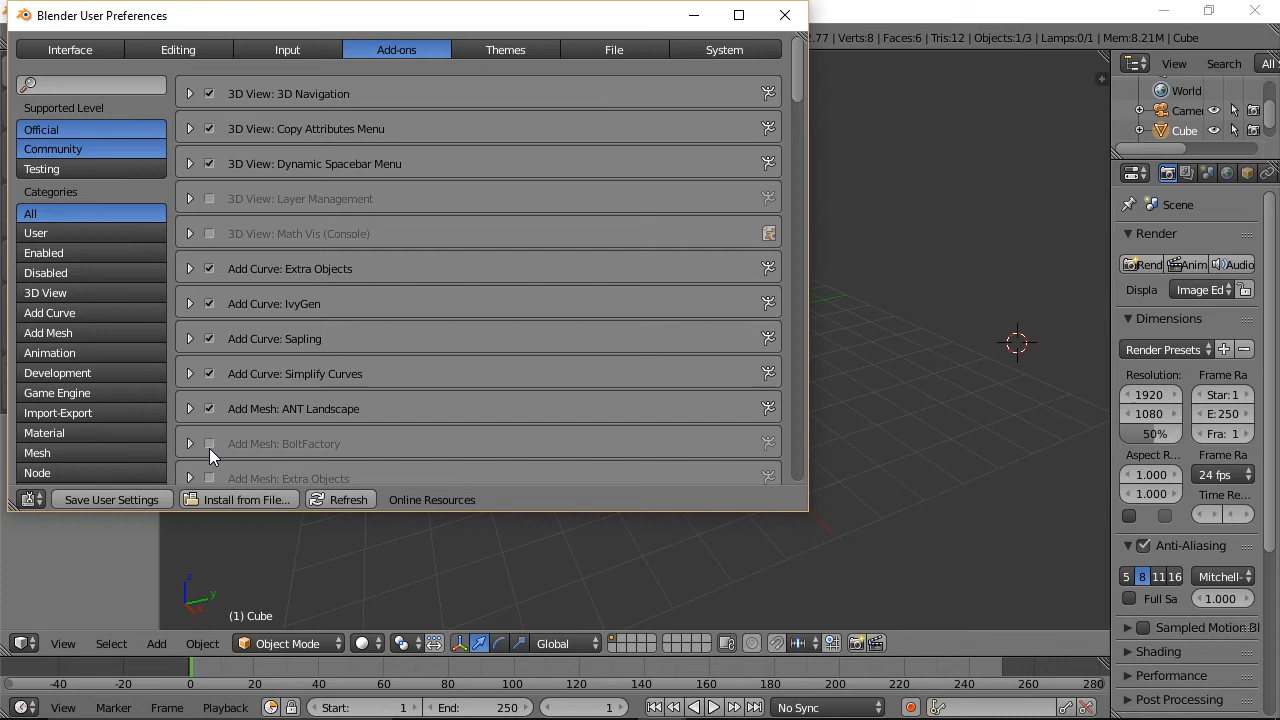 Blender User Preferences
Interface Editing Input Add-ons Themes File System
.77 | Verts:8 | Faces:6 | Tris:12 | Objects:1/3 | Lamps:0/1 | Mem:8.21M | Cube
View Search All S
World
Camer
Cube
Supported Level
Official
Community
Testing
Categories
All
User
Enabled
Disabled
3D View
Add Curve
Add Mesh
Animation
Development
Game Engine
Import-Export
Material
Mesh
Node
3D View: 3D Navigation
3D View: Copy Attributes Menu
3D View: Dynamic Spacebar Menu
3D View: Layer Management
3D View: Math Vis (Console)
Add Curve: Extra Objects
Add Curve: IvyGen
Add Curve: Sapling
Add Curve: Simplify Curves
Add Mesh: ANT Landscape
Add Mesh: BoltFactory
Add Mesh: Extra Objects
Save User Settings Install from File... Refresh Online Resources
Scene
Render
Rend Anim Audio
Displa Image Ed
Dimensions
Render Presets
Resolution: Frame Ra
1920 Star: 1
1080 E: 250
50% Fra: 1
Aspect R... 24 fps
1.000 Time Re...
1.000
Anti-Aliasing
5 8 11 16 Mitchell-
Full Sa 1.000
Sampled Motion Bl
Shading
Performance
Post Processing
z
y
x
(1) Cube
View Select Add Object Object Mode Global
-40 -20 0 20 40 60 80 100 120 140 160 180 200 220 240 260 280
View Marker Frame Playback Start: 1 End: 250 1 No Sync